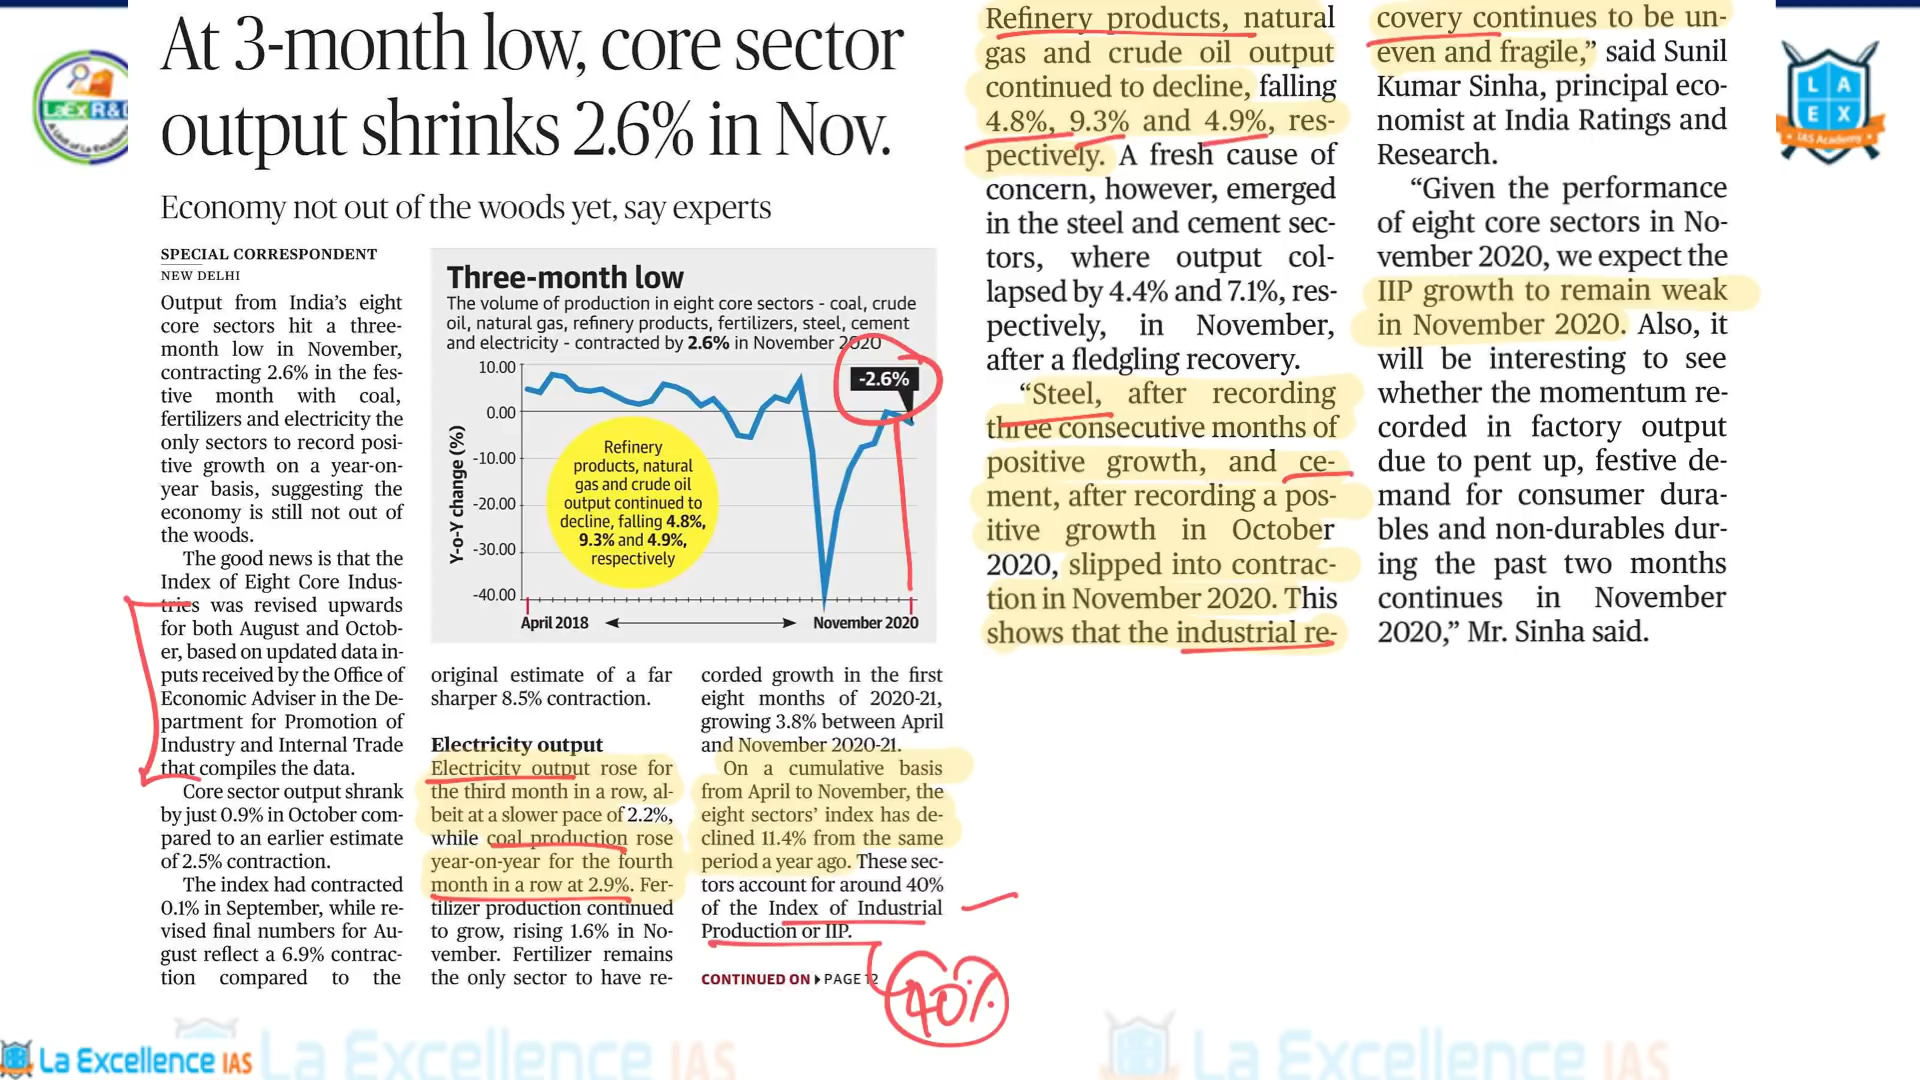 At 3-month low, core sector
output shrinks 2.6% in Nov.
Economy not out of the woods yet, say experts
SPECIAL CORRESPONDENT
NEW DELHI
Output from India's eight
core sectors hit a three-
month low in November,
contracting 2.6% in the fes-
tive month with coal,
fertilizers and electricity the
only sectors to record posi-
tive growth on a year-on-
year basis, suggesting the
economy is still not out of
the woods.
The good news is that the
Index of Eight Core Indus-
tries was revised upwards
for both August and Octob-
er, based on updated data in-
puts received by the Office of
Economic Adviser in the De-
partment for Promotion of
Industry and Internal Trade
that compiles the data.
Core sector output shrank
by just 0.9% in October com-
pared to an earlier estimate
of 2.5% contraction.
The index had contracted
0.1% in September, while re-
vised final numbers for Au-
gust reflect a 6.9% contrac-
tion compared to the
Three-month low
The volume of production in eight core sectors - coal, crude
oil, natural gas, refinery products, fertilizers, steel, cement
and electricity - contracted by 2.6% in November 2020
Y-o-Y change (%)
10.00
0.00
-10.00
-20.00
-30.00
-40.00
-2.6%
Refinery
products, natural
gas and crude oil
output continued to
decline, falling 4.8%,
9.3% and 4.9%,
respectively
April 2018
November 2020
original estimate of a far
sharper 8.5% contraction.
Electricity output
Electricity output rose for
the third month in a row, al-
beit at a slower pace of 2.2%,
while coal production rose
year-on-year for the fourth
month in a row at 2.9%. Fer-
tilizer production continued
to grow, rising 1.6% in No-
vember. Fertilizer remains
the only sector to have re-
corded growth in the first
eight months of 2020-21,
growing 3.8% between April
and November 2020-21.
On a cumulative basis
from April to November, the
eight sectors' index has de-
clined 11.4% from the same
period a year ago. These sec-
tors account for around 40%
of the Index of Industrial
Production or IIP.
CONTINUED ON PAGE 12
40%
Refinery products, natural
gas and crude oil output
continued to decline, falling
4.8%, 9.3% and 4.9%, res-
pectively. A fresh cause of
concern, however, emerged
in the steel and cement sec-
tors, where output col-
lapsed by 4.4% and 7.1%, res-
pectively, in November,
after a fledgling recovery.
"Steel, after recording
three consecutive months of
positive growth, and ce-
ment, after recording a pos-
itive growth in October
2020, slipped into contrac-
tion in November 2020. This
shows that the industrial re-
covery continues to be un-
even and fragile," said Sunil
Kumar Sinha, principal eco-
nomist at India Ratings and
Research.
"Given the performance
of eight core sectors in No-
vember 2020, we expect the
IIP growth to remain weak
in November 2020. Also, it
will be interesting to see
whether the momentum re-
corded in factory output
due to pent up, festive de-
mand for consumer dura-
bles and non-durables dur-
ing the past two months
continues in November
2020," Mr. Sinha said.
LaEx R&D
L A
E X
IAS Academy
La Excellence IAS
La Excellence IAS
La Excellence IAS